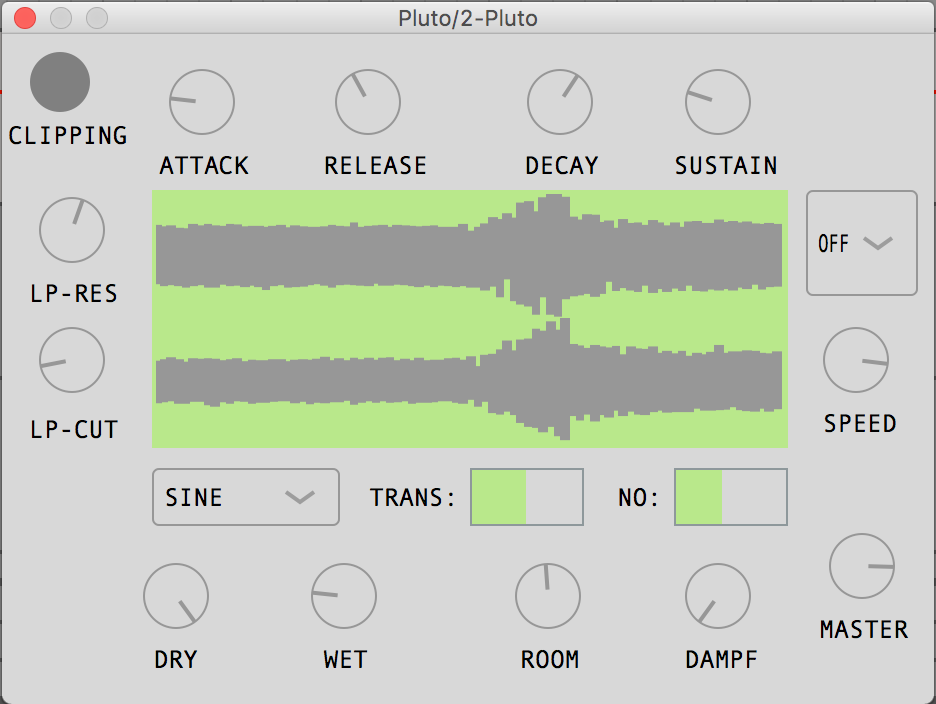 Pluto/2-Pluto
CLIPPING
ATTACK
RELEASE
DECAY
SUSTAIN
LP-RES
OFF
LP-CUT
SPEED
SINE
TRANS:
NO:
MASTER
DRY
WET
ROOM
DAMPF